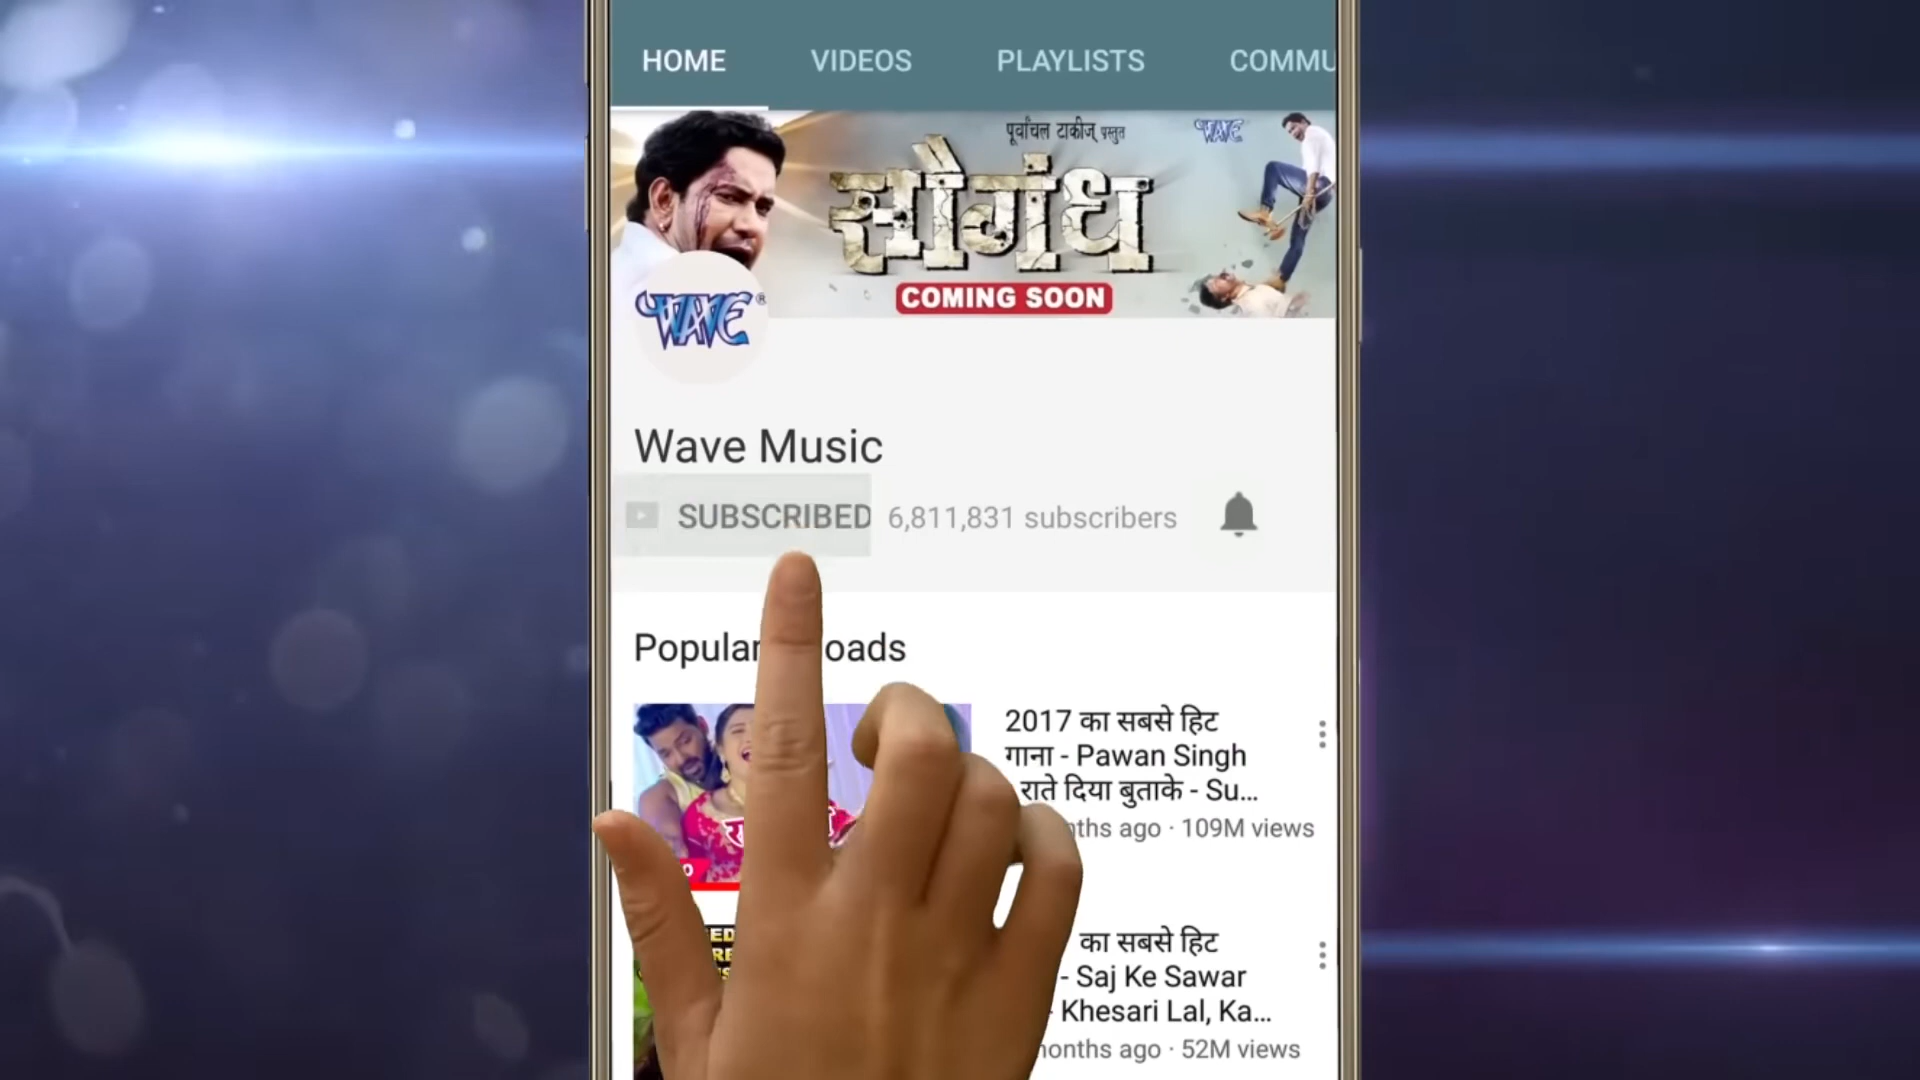 HOME VIDEOS PLAYLISTS COMMU
पूर्वांचल टाकीज् प्रस्तुत
WAVE
सौगंध
COMING SOON
WAVE®
Wave Music
SUBSCRIBED 6,811,831 subscribers
Popular oads
2017 का सबसे हिट
गाना - Pawan Singh
राते दिया बुताके - Su...
nths ago · 109M views
का सबसे हिट
- Saj Ke Sawar
- Khesari Lal, Ka...
onths ago · 52M views